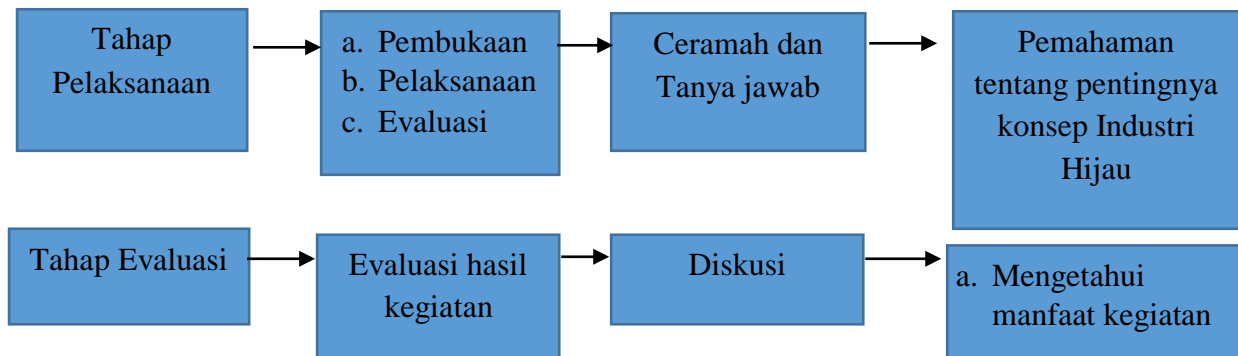 Tahap
Pelaksanaan
a. Pembukaan
b. Pelaksanaan
c. Evaluasi
Ceramah dan
Tanya jawab
Pemahaman
tentang pentingnya
konsep Industri
Hijau
Tahap Evaluasi
Evaluasi hasil
kegiatan
Diskusi
a. Mengetahui
manfaat kegiatan